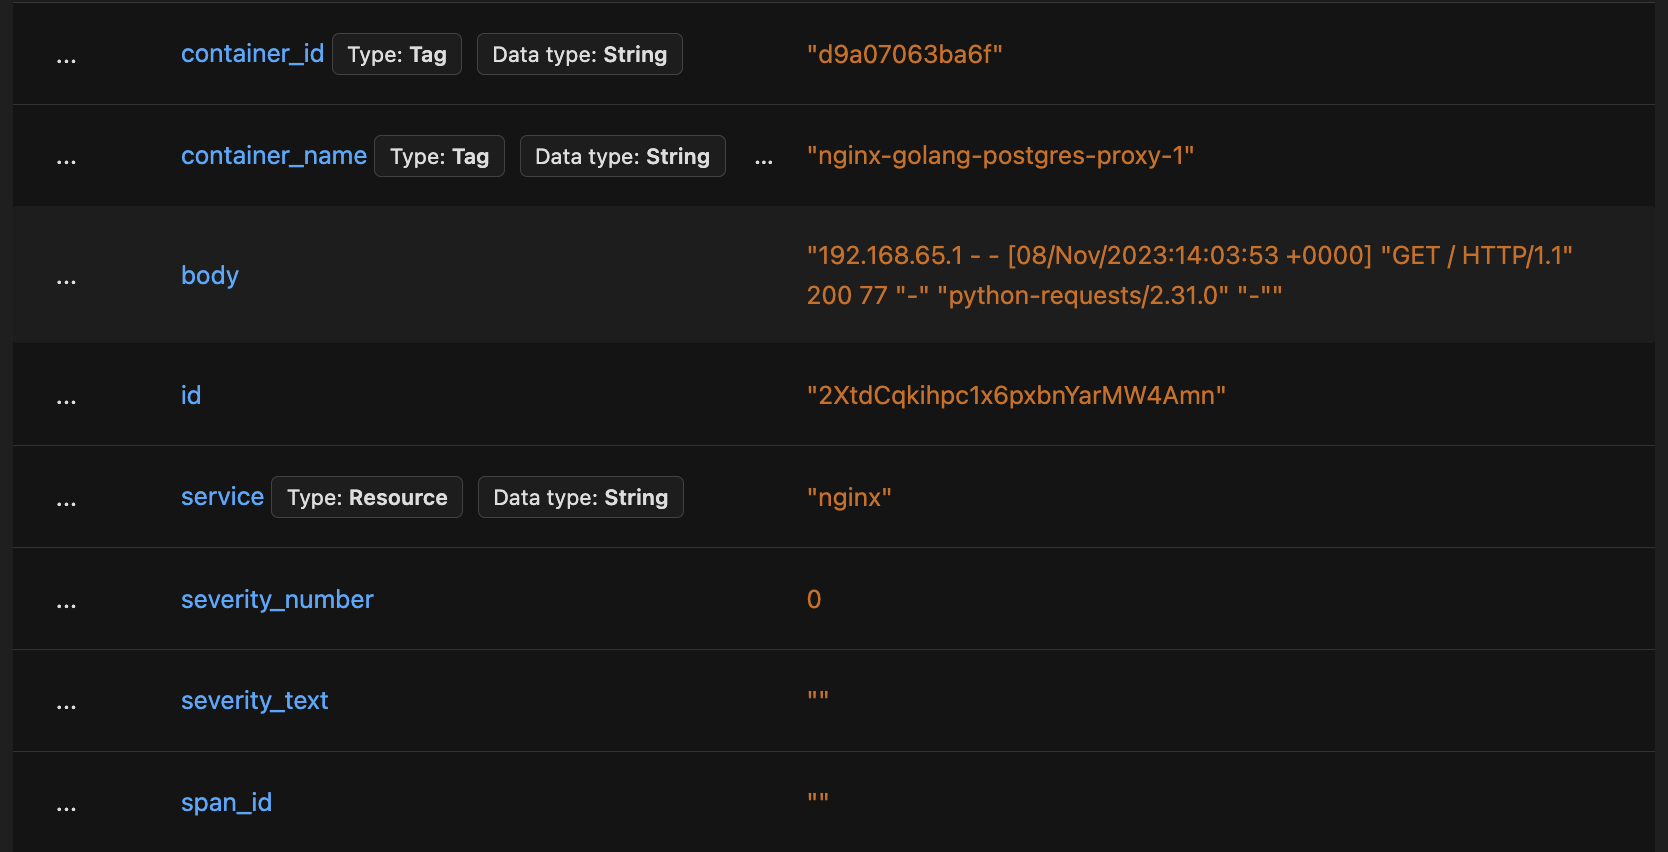 ... container_id Type: Tag Data type: String "d9a07063ba6f"
... container_name Type: Tag Data type: String ... "nginx-golang-postgres-proxy-1"
... body "192.168.65.1 - - [08/Nov/2023:14:03:53 +0000] "GET / HTTP/1.1"
200 77 "-" "python-requests/2.31.0" "-""
... id "2XtdCqkihpc1x6pxbnYarMW4Amn"
... service Type: Resource Data type: String "nginx"
... severity_number 0
... severity_text ""
... span_id ""